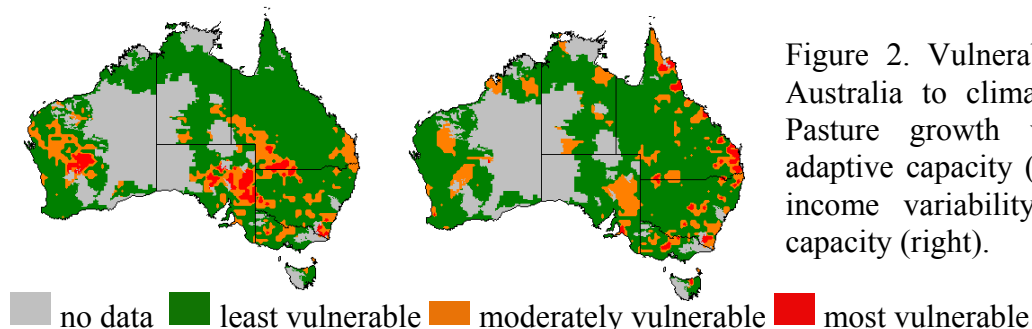 Figure 2. Vulnera
Australia to clima
Pasture growth
adaptive capacity (
income variability
capacity (right).
no data least vulnerable moderately vulnerable most vulnerable